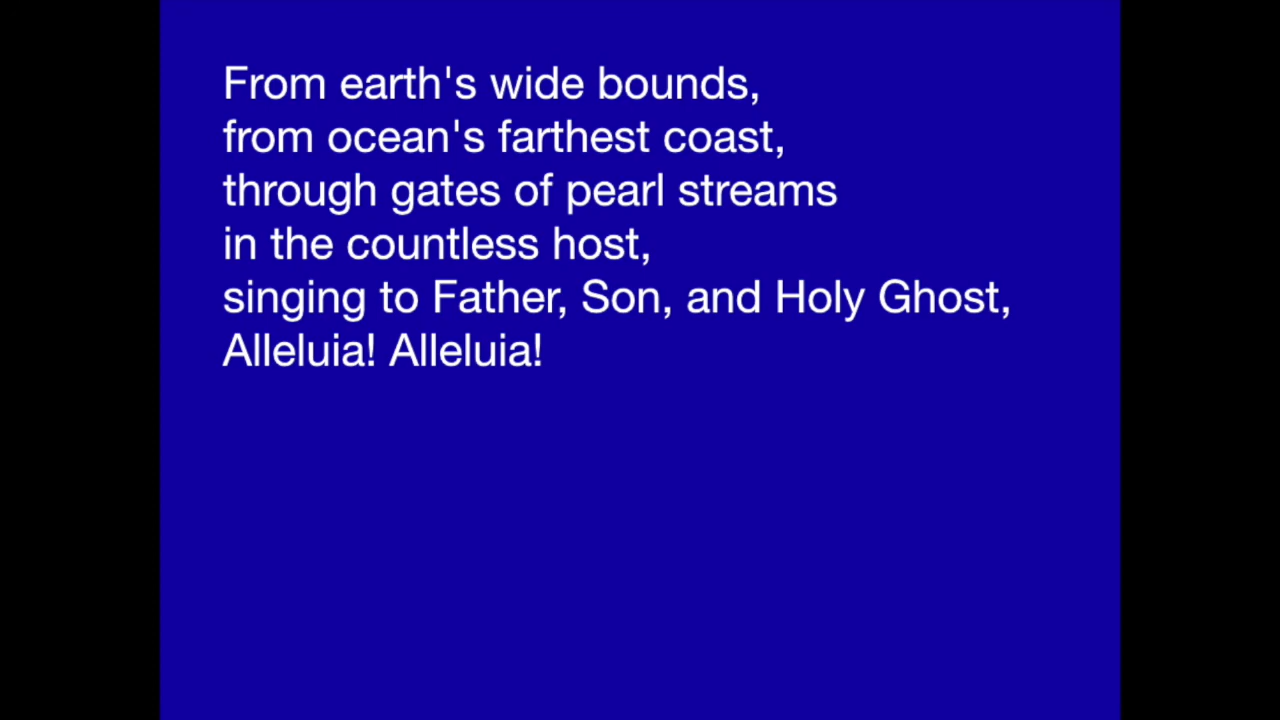 From earth's wide bounds,
from ocean's farthest coast,
through gates of pearl streams
in the countless host,
singing to Father, Son, and Holy Ghost,
Alleluia! Alleluia!